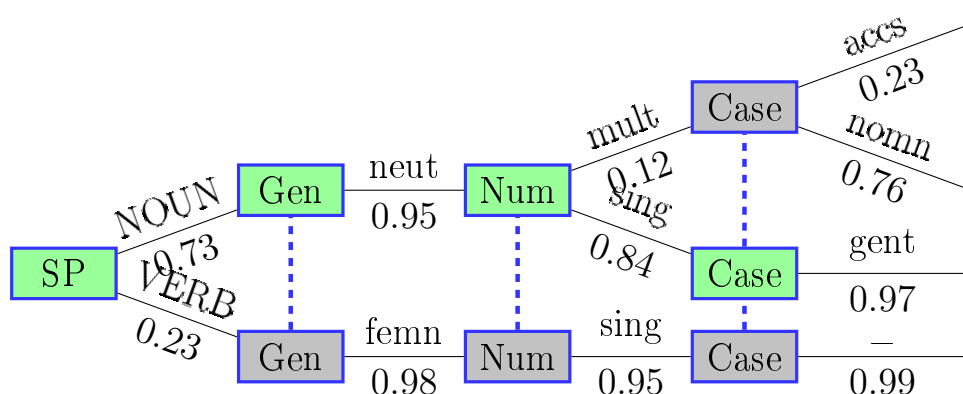 accs
0.23
Case
mult
0.12
nomn
0.76
neut
Gen
Num
0.95
NOUN
0.73
sing
0.84
SP
Case
gent
0.97
VERB
0.23
femn
sing
–
Gen
Num
Case
0.98
0.95
0.99